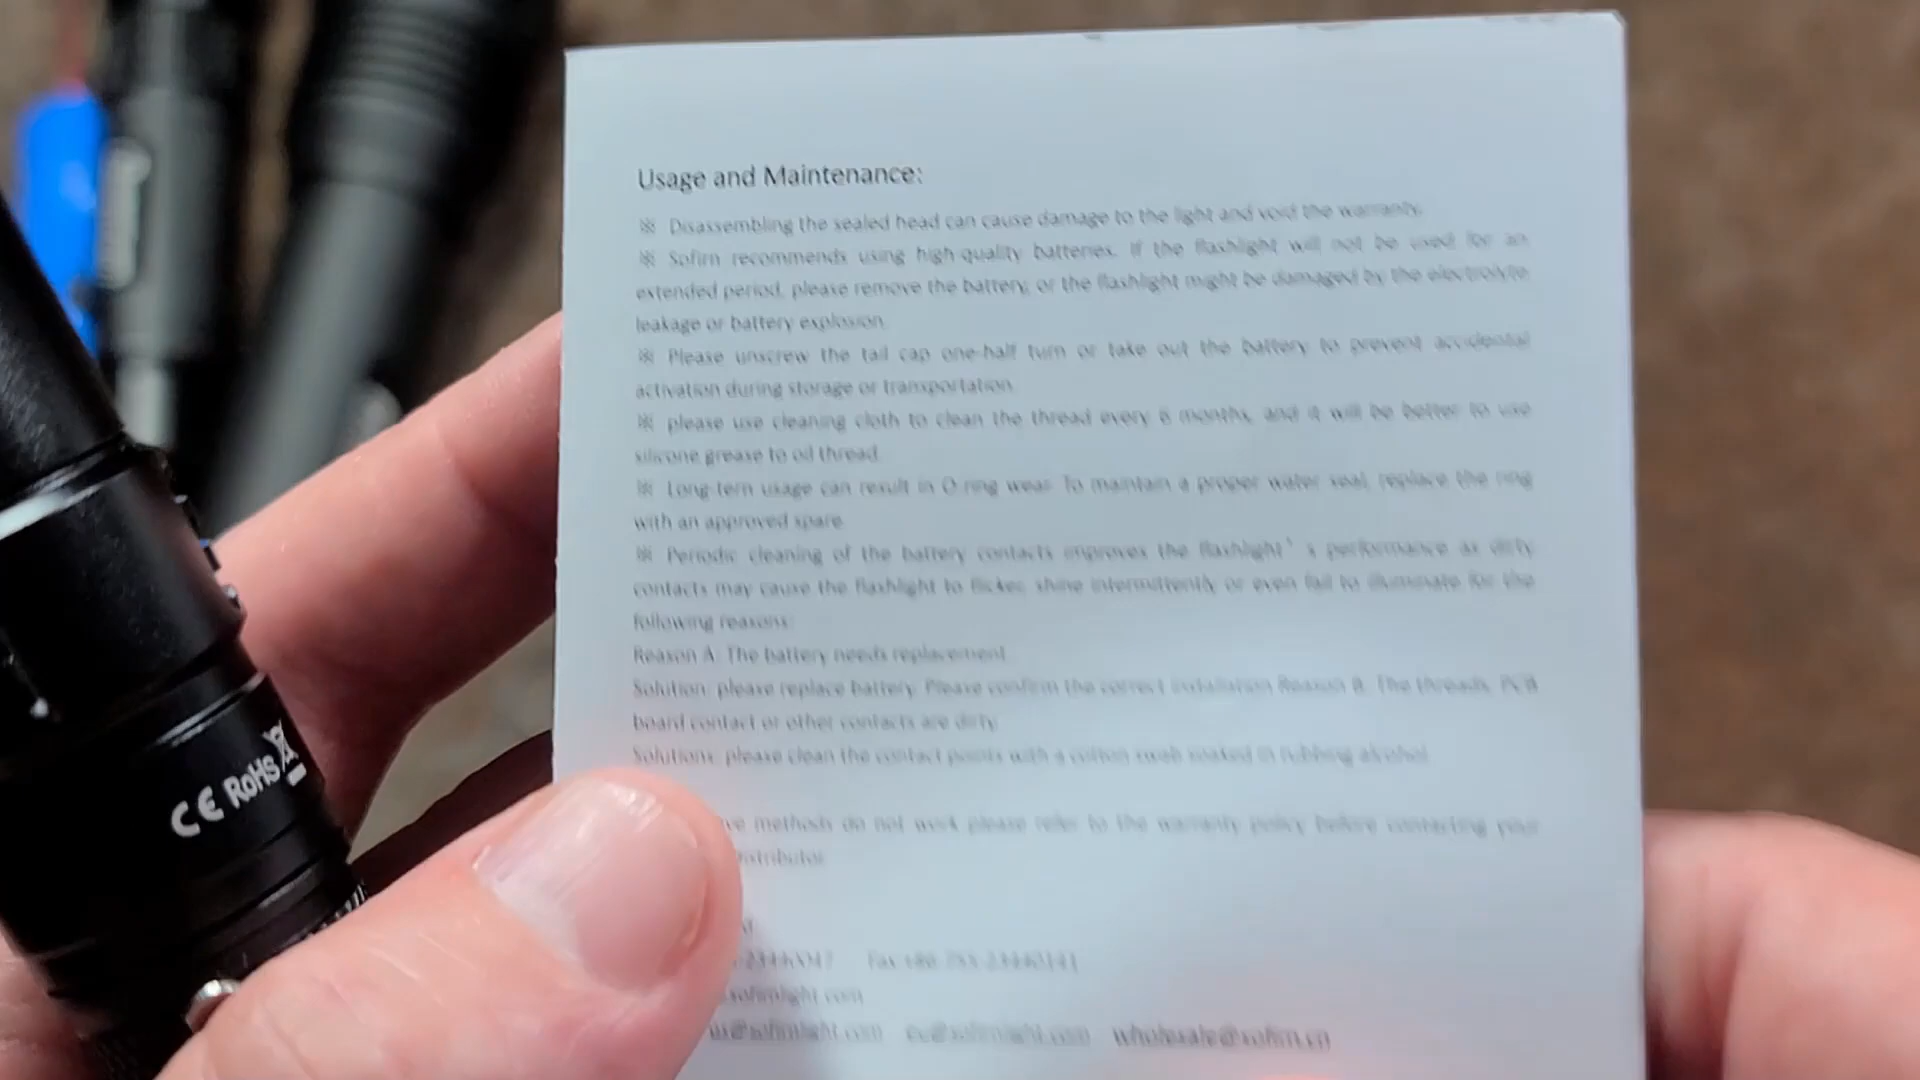 Usage and Maintenance:
※ Disassembling the sealed head can cause damage to the light and void the warranty.
※ Sofirn recommends using high-quality batteries. If the flashlight will not be used for an
extended period, please remove the battery, or the flashlight might be damaged by the electrolyte
leakage or battery explosion.
※ Please unscrew the tail cap one-half turn or take out the battery to prevent accidental
activation during storage or transportation.
※ please use cleaning cloth to clean the thread every 6 months, and it will be better to use
silicone grease to oil thread.
※ Long-tern usage can result in O-ring wear. To maintain a proper water seal, replace the ring
with an approved spare.
※ Periodic cleaning of the battery contacts improves the flashlight' s performance as dirty
contacts may cause the flashlight to flicker, shine intermittently or even fail to illuminate for the
following reasons:
Reason A: The battery needs replacement.
Solution: please replace battery. Please confirm the correct installation Reason B: The threads, PCB
board contact or other contacts are dirty.
Solutions: please clean the contact points with a cotton swab soaked in rubbing alcohol.
methods do not work please refer to the warranty policy before contacting your
Fax
wholesale@sofirn.cn
CE RoHS